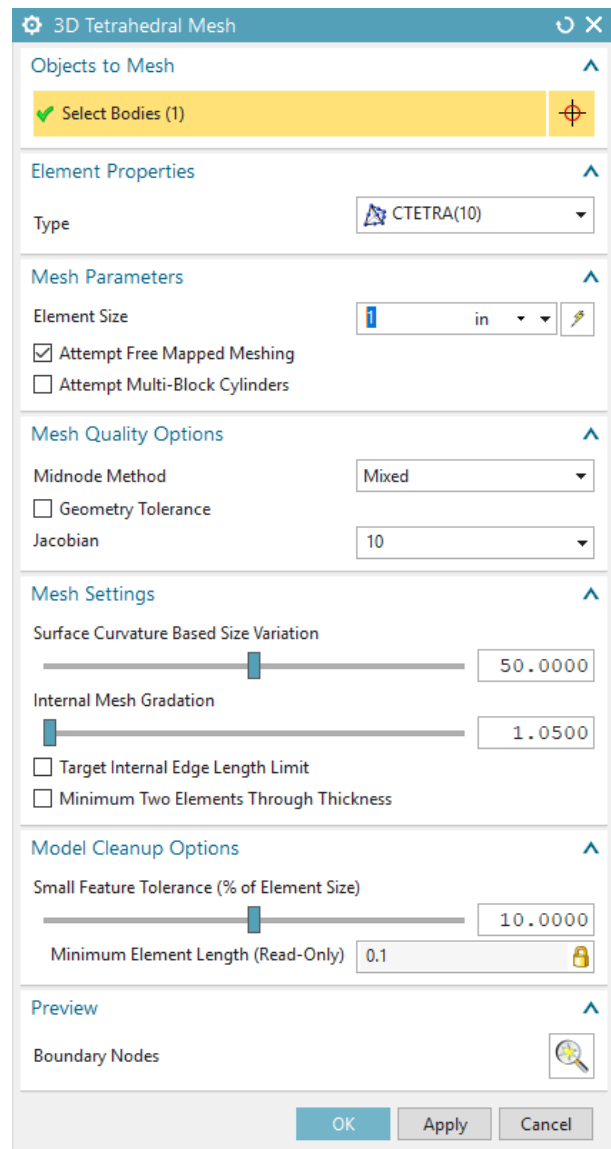 3D Tetrahedral Mesh
Objects to Mesh
Select Bodies (1)
Element Properties
Type
CTETRA(10)
Mesh Parameters
Element Size 1 in
Attempt Free Mapped Meshing
Attempt Multi-Block Cylinders
Mesh Quality Options
Midnode Method Mixed
Geometry Tolerance
Jacobian 10
Mesh Settings
Surface Curvature Based Size Variation
50.0000
Internal Mesh Gradation
1.0500
Target Internal Edge Length Limit
Minimum Two Elements Through Thickness
Model Cleanup Options
Small Feature Tolerance (% of Element Size)
10.0000
Minimum Element Length (Read-Only) 0.1
Preview
Boundary Nodes
OK Apply Cancel